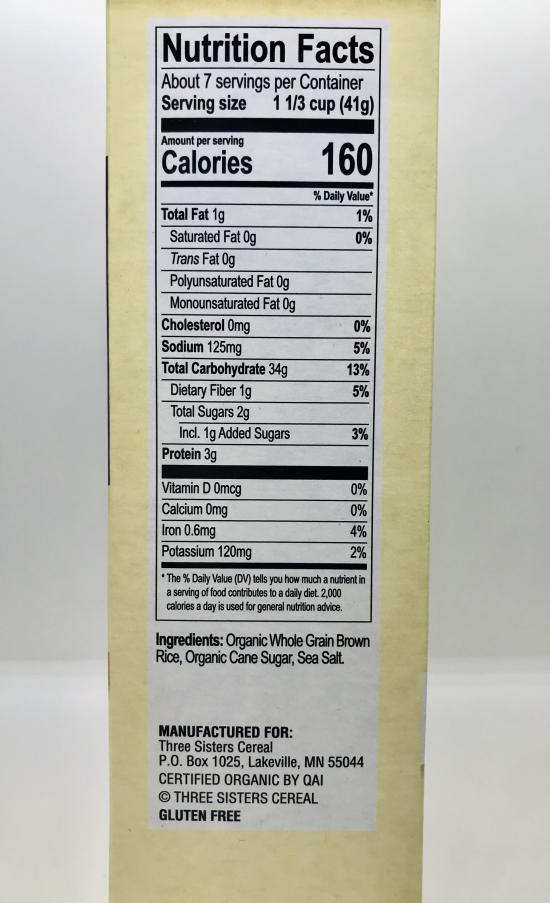 Nutrition Facts
About 7 servings per Container
Serving size 1 1/3 cup (41g)
Amount per serving
Calories 160
% Daily Value*
Total Fat 1g 1%
Saturated Fat 0g 0%
Trans Fat 0g
Polyunsaturated Fat 0g
Monounsaturated Fat 0g
Cholesterol 0mg 0%
Sodium 125mg 5%
Total Carbohydrate 34g 13%
Dietary Fiber 1g 5%
Total Sugars 2g
Incl. 1g Added Sugars 3%
Protein 3g
Vitamin D 0mcg 0%
Calcium 0mg 0%
Iron 0.6mg 4%
Potassium 120mg 2%
* The % Daily Value (DV) tells you how much a nutrient in
a serving of food contributes to a daily diet. 2,000
calories a day is used for general nutrition advice.
Ingredients: Organic Whole Grain Brown
Rice, Organic Cane Sugar, Sea Salt.
MANUFACTURED FOR:
Three Sisters Cereal
P.O. Box 1025, Lakeville, MN 55044
CERTIFIED ORGANIC BY QAI
© THREE SISTERS CEREAL
GLUTEN FREE